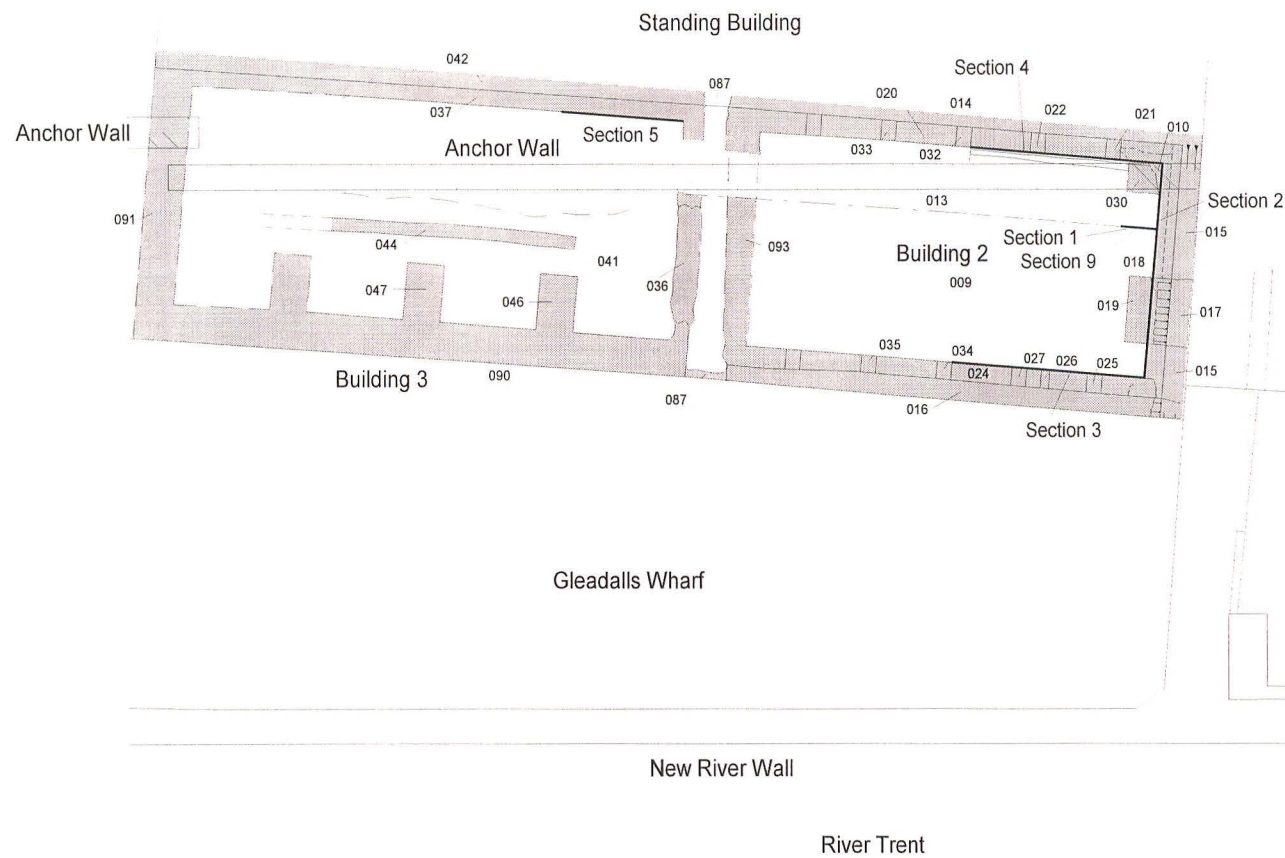 Standing Building
042
087
Section 4
020
014
022
021
010
037
Section 5
Anchor Wall
Anchor Wall
033
032
013
030
Section 2
091
044
041
093
Section 1
015
Building 2
Section 9
018
036
009
047
046
019
017
035
034
027
026
025
024
015
Building 3
090
087
016
Section 3
Gleadalls Wharf
New River Wall
River Trent